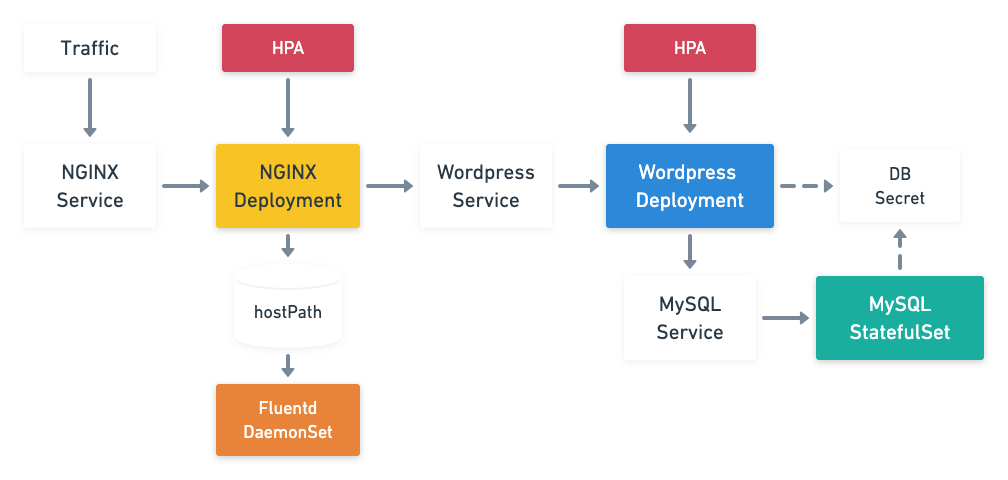 Traffic
HPA
HPA
NGINX
Service
NGINX
Deployment
Wordpress
Service
Wordpress
Deployment
DB
Secret
hostPath
MySQL
Service
MySQL
StatefulSet
Fluentd
DaemonSet